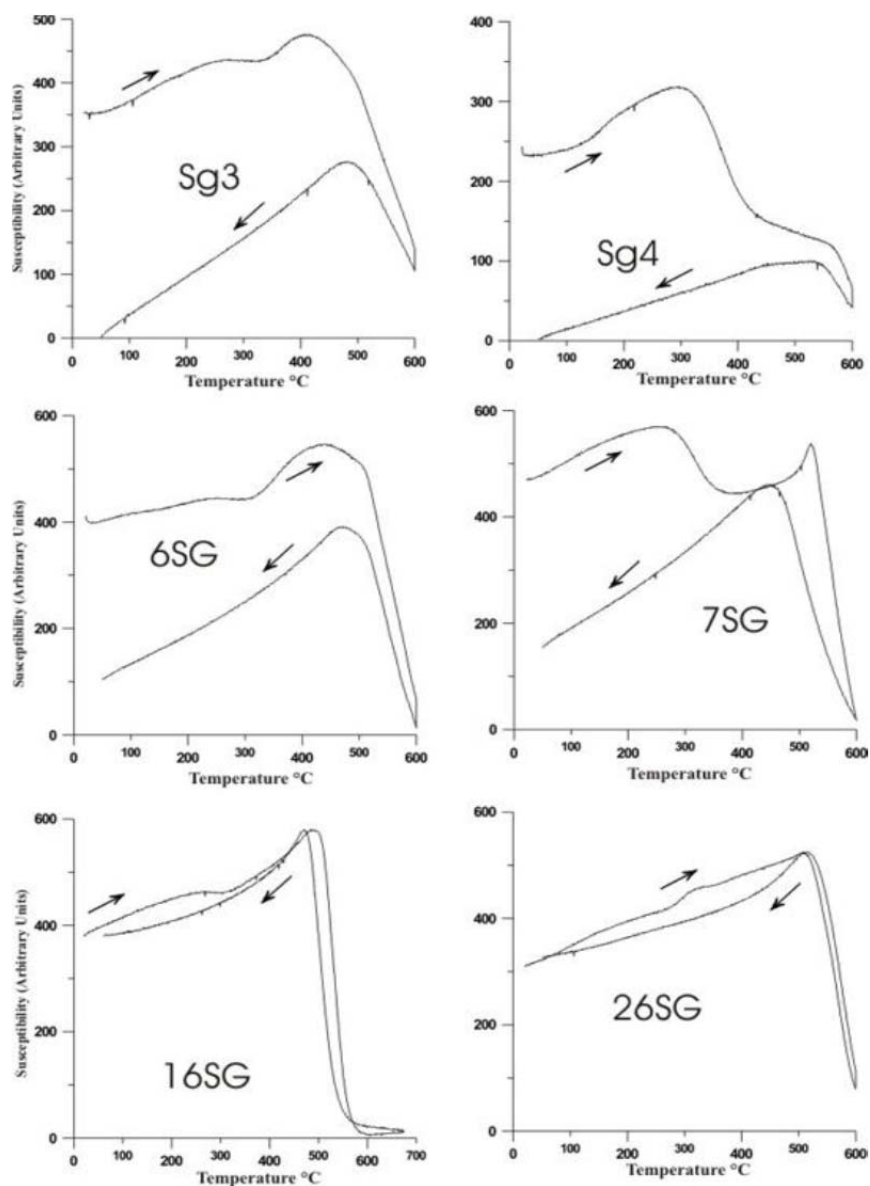 500
400
300
200
100
0
Susceptibility (Arbitrary Units)
Sg3
0 100 200 300 400 500 600
Temperature °C
400
300
200
100
0
Sg4
0 100 200 300 400 500 600
Temperature °C
600
400
200
0
Susceptibility (Arbitrary Units)
6SG
0 100 200 300 400 500 600
Temperature °C
600
400
200
0
7SG
0 100 200 300 400 500 600
Temperature °C
600
400
200
0
Susceptibility (Arbitrary Units)
16SG
0 100 200 300 400 500 600 700
Temperature °C
600
400
200
0
26SG
0 100 200 300 400 500 600
Temperature °C